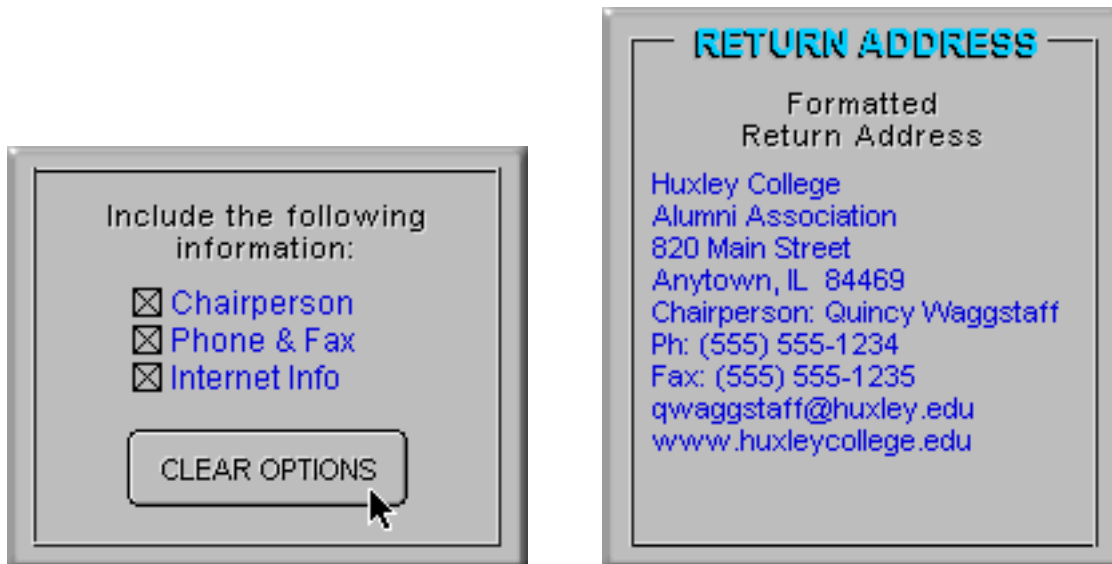 Include the following
information:
Chairperson
Phone & Fax
Internet Info
CLEAR OPTIONS
RETURN ADDRESS
Formatted
Return Address
Huxley College
Alumni Association
820 Main Street
Anytown, IL  84469
Chairperson: Quincy Waggstaff
Ph: (555) 555-1234
Fax: (555) 555-1235
qwaggstaff@huxley.edu
www.huxleycollege.edu